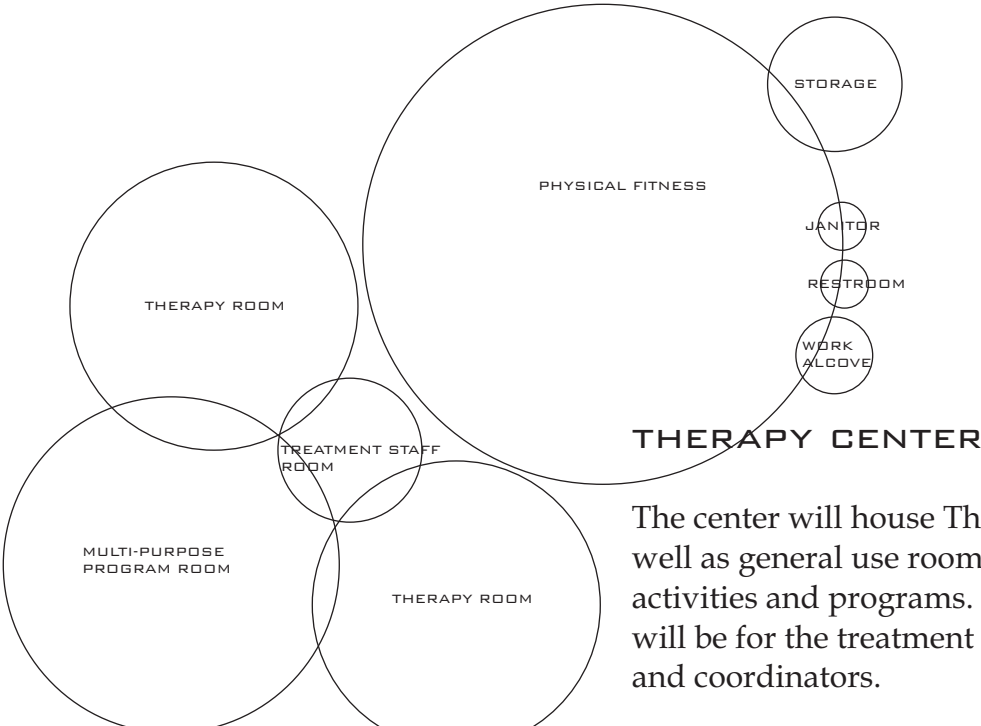 STORAGE
PHYSICAL FITNESS
JANITOR
RESTROOM
THERAPY ROOM
WORK
ALCOVE
TREATMENT STAFF
ROOM
THERAPY CENTER
The center will house Th
well as general use room
activities and programs.
will be for the treatment
and coordinators.
MULTI-PURPOSE
PROGRAM ROOM
THERAPY ROOM